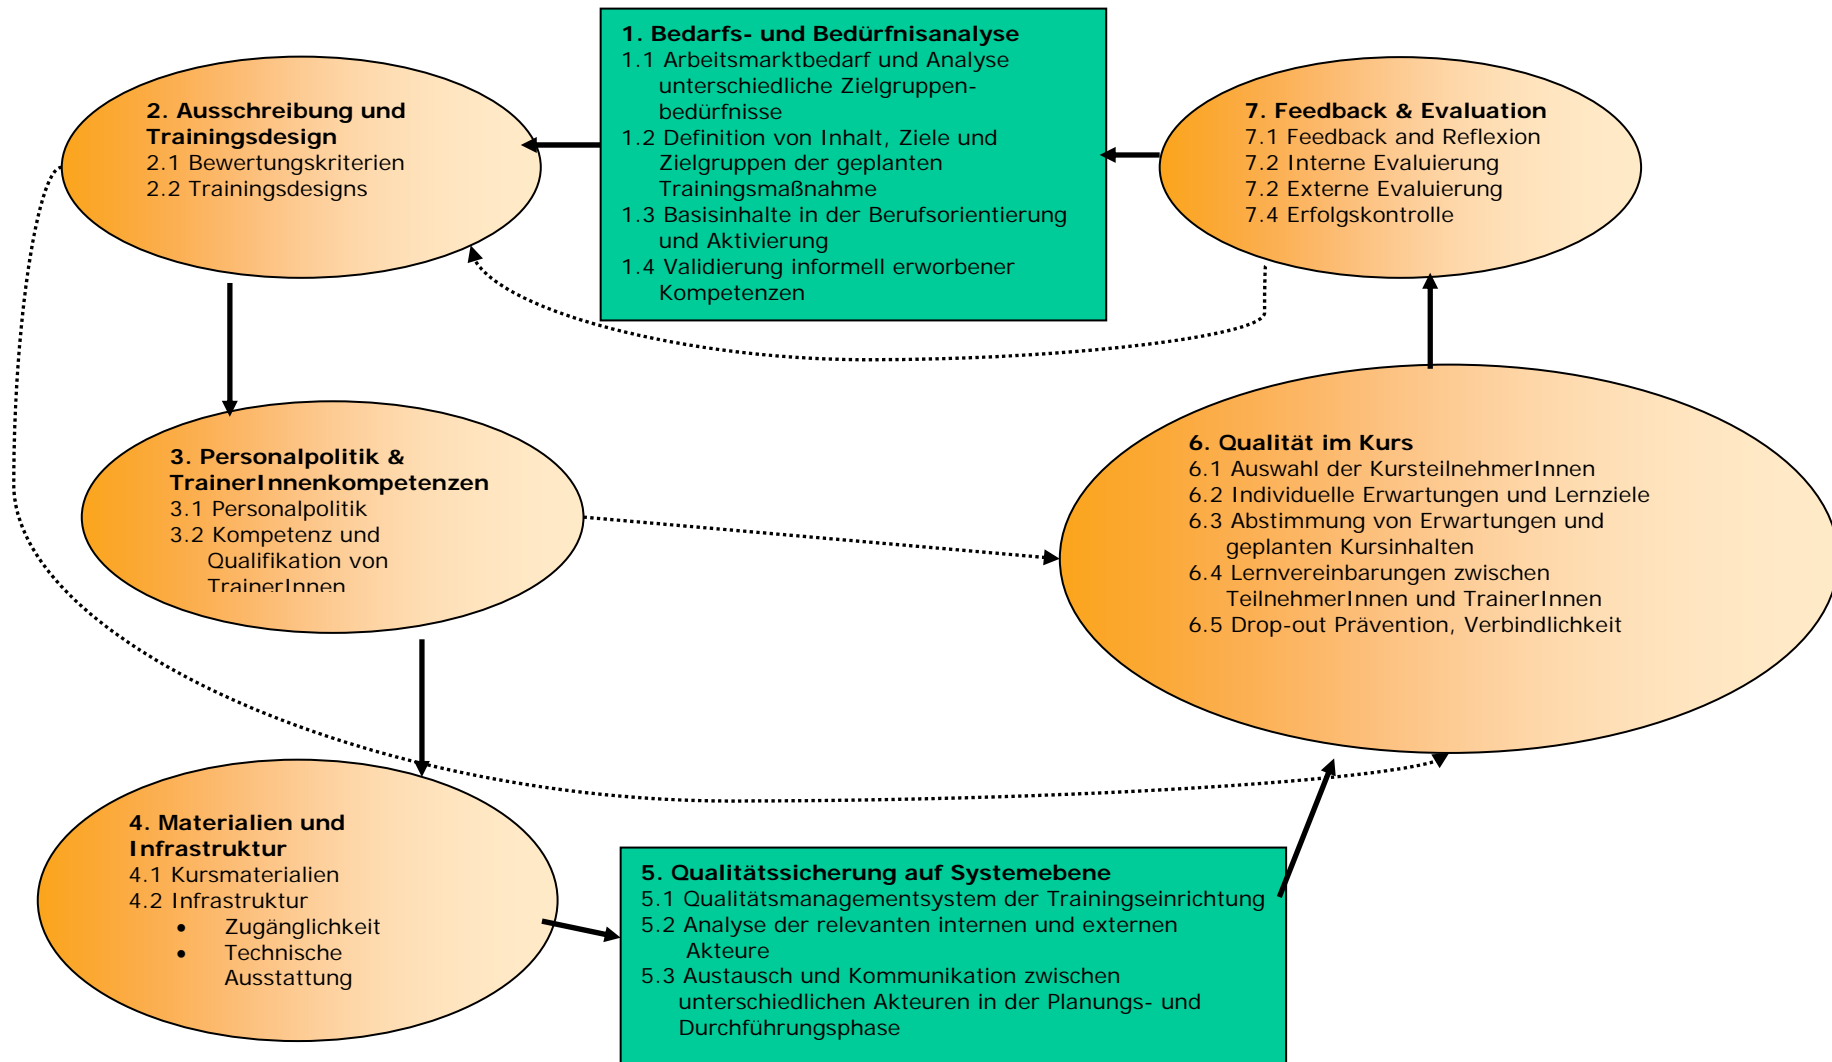 1. Bedarfs- und Bedürfnisanalyse
1.1 Arbeitsmarktbedarf und Analyse
unterschiedliche Zielgruppen-
bedürfnisse
1.2 Definition von Inhalt, Ziele und
Zielgruppen der geplanten
Trainingsmaßnahme
1.3 Basisinhalte in der Berufsorientierung
und Aktivierung
1.4 Validierung informell erworbener
Kompetenzen
2. Ausschreibung und
Trainingsdesign
2.1 Bewertungskriterien
2.2 Trainingsdesigns
3. Personalpolitik &
TrainerInnenkompetenzen
3.1 Personalpolitik
3.2 Kompetenz und
Qualifikation von
TrainerInnen
4. Materialien und
Infrastruktur
4.1 Kursmaterialien
4.2 Infrastruktur
• Zugänglichkeit
• Technische
Ausstattung
5. Qualitätssicherung auf Systemebene
5.1 Qualitätsmanagementsystem der Trainingseinrichtung
5.2 Analyse der relevanten internen und externen
Akteure
5.3 Austausch und Kommunikation zwischen
unterschiedlichen Akteuren in der Planungs- und
Durchführungsphase
6. Qualität im Kurs
6.1 Auswahl der KursteilnehmerInnen
6.2 Individuelle Erwartungen und Lernziele
6.3 Abstimmung von Erwartungen und
geplanten Kursinhalten
6.4 Lernvereinbarungen zwischen
TeilnehmerInnen und TrainerInnen
6.5 Drop-out Prävention, Verbindlichkeit
7. Feedback & Evaluation
7.1 Feedback and Reflexion
7.2 Interne Evaluierung
7.2 Externe Evaluierung
7.4 Erfolgskontrolle